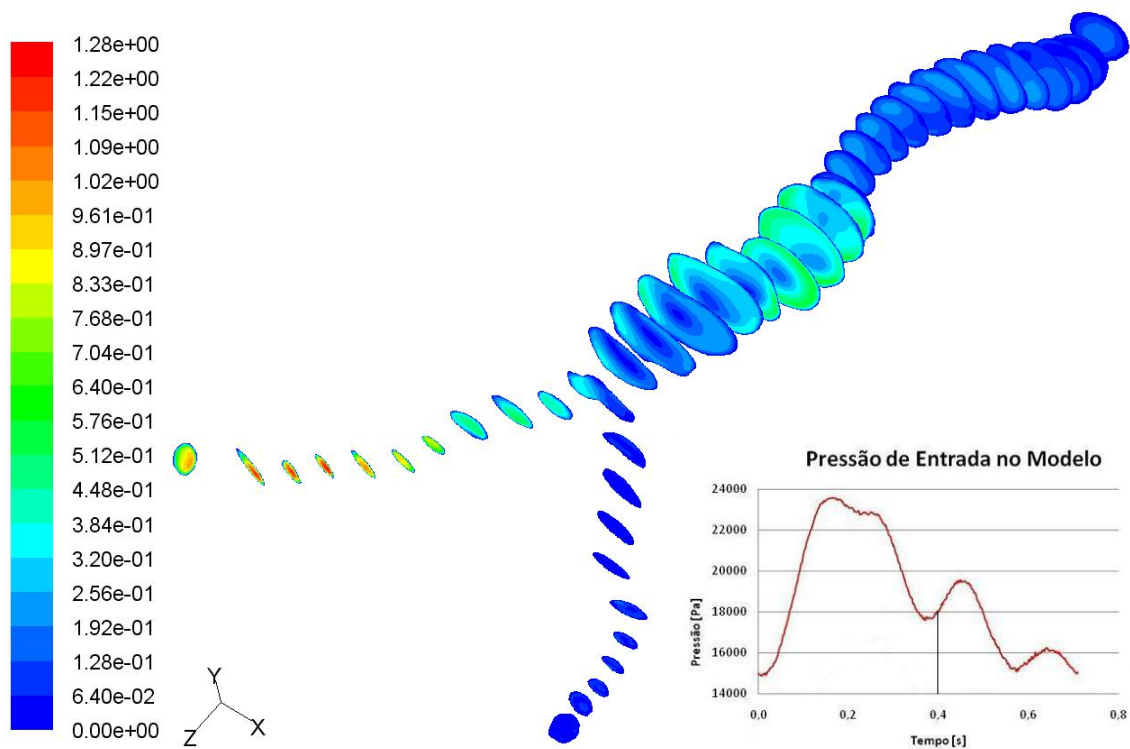 1.28e+00
1.22e+00
1.15e+00
1.09e+00
1.02e+00
9.61e-01
8.97e-01
8.33e-01
7.68e-01
7.04e-01
6.40e-01
5.76e-01
5.12e-01
4.48e-01
3.84e-01
3.20e-01
2.56e-01
1.92e-01
1.28e-01
6.40e-02
0.00e+00
Y
Z
X
Pressão de Entrada no Modelo
Pressão [Pa]
24000
22000
20000
18000
16000
14000
0,0
0,2
0,4
0,6
0,8
Tempo [s]